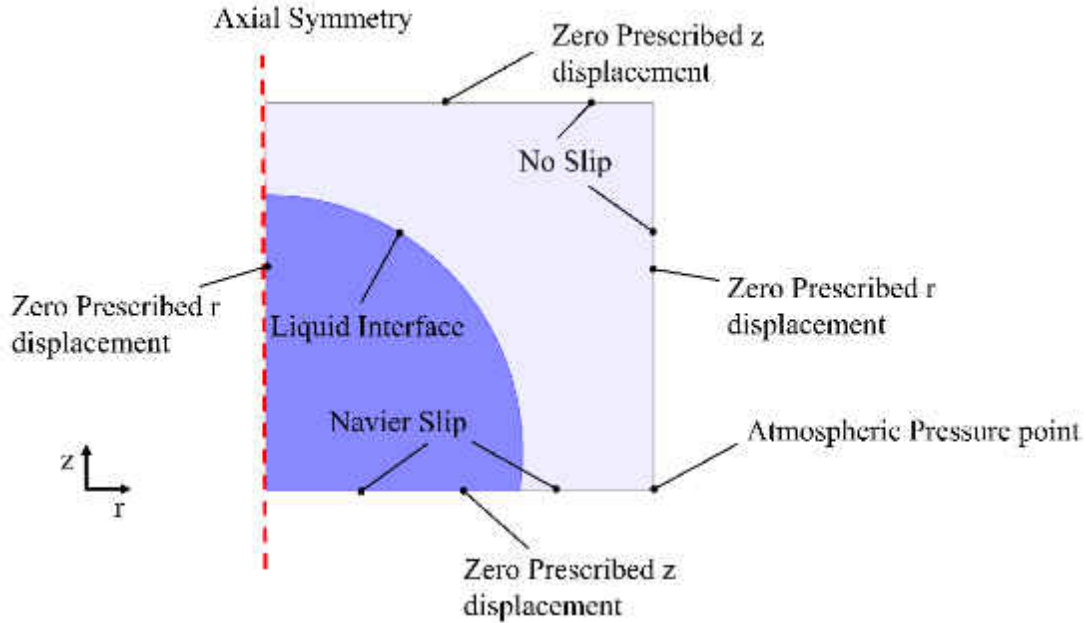 Axial Symmetry
Zero Prescribed z
displacement
No Slip
Zero Prescribed r
displacement
Liquid Interface
Zero Prescribed r
displacement
Navier Slip
Atmospheric Pressure point
z
r
Zero Prescribed z
displacement